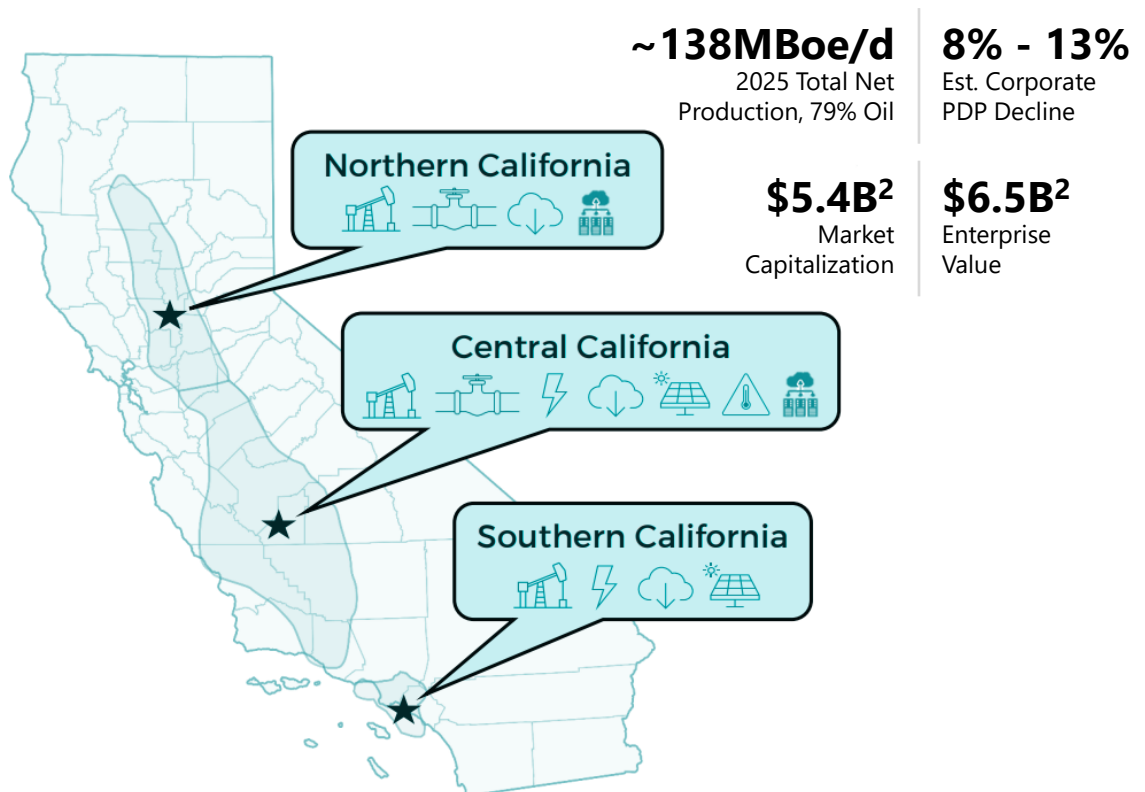 ~138MBoe/d
2025 Total Net
Production, 79% Oil
8% - 13%
Est. Corporate
PDP Decline
$5.4B²
Market
Capitalization
$6.5B²
Enterprise
Value
Northern California
Central California
Southern California